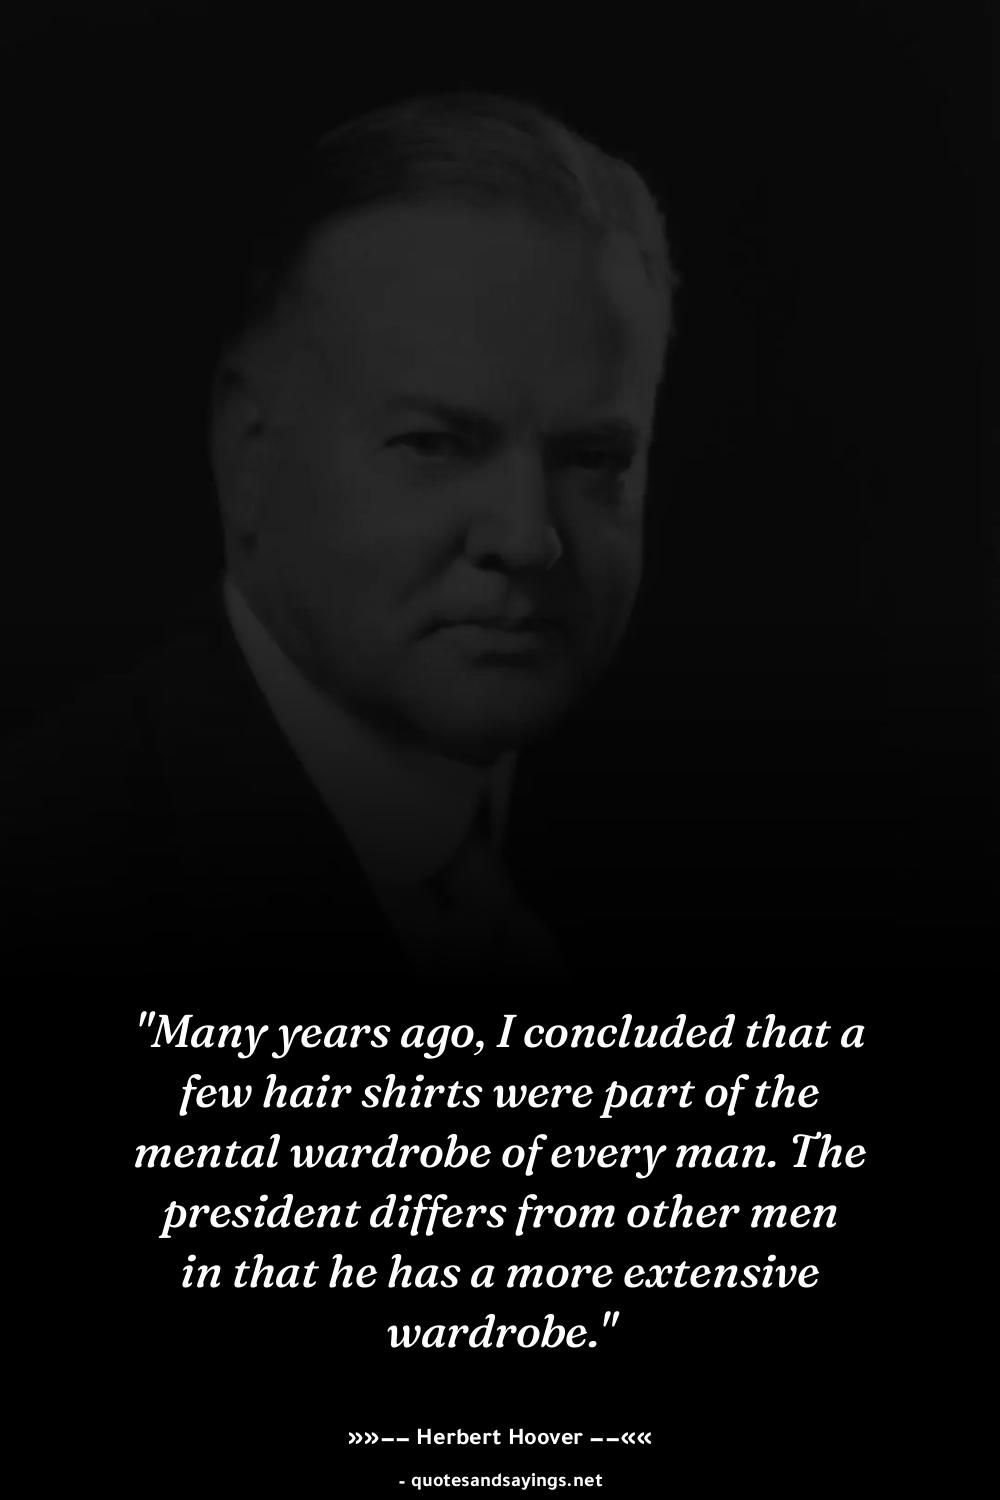 "Many years ago, I concluded that a
few hair shirts were part of the
mental wardrobe of every man. The
president differs from other men
in that he has a more extensive
wardrobe."
»»–– Herbert Hoover ––««
- quotesandsayings.net